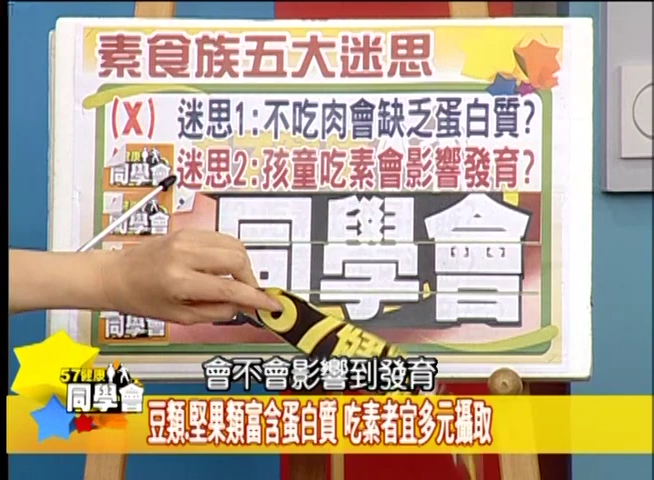 素食族五大迷思
(X) 迷思1:不吃肉會缺乏蛋白質?
健康
同學會
迷思2:孩童吃素會影響發育?
同學會
同學會
同學會
會不會影響到發育
57健康
同學會
豆類.堅果類富含蛋白質 吃素者宜多元攝取